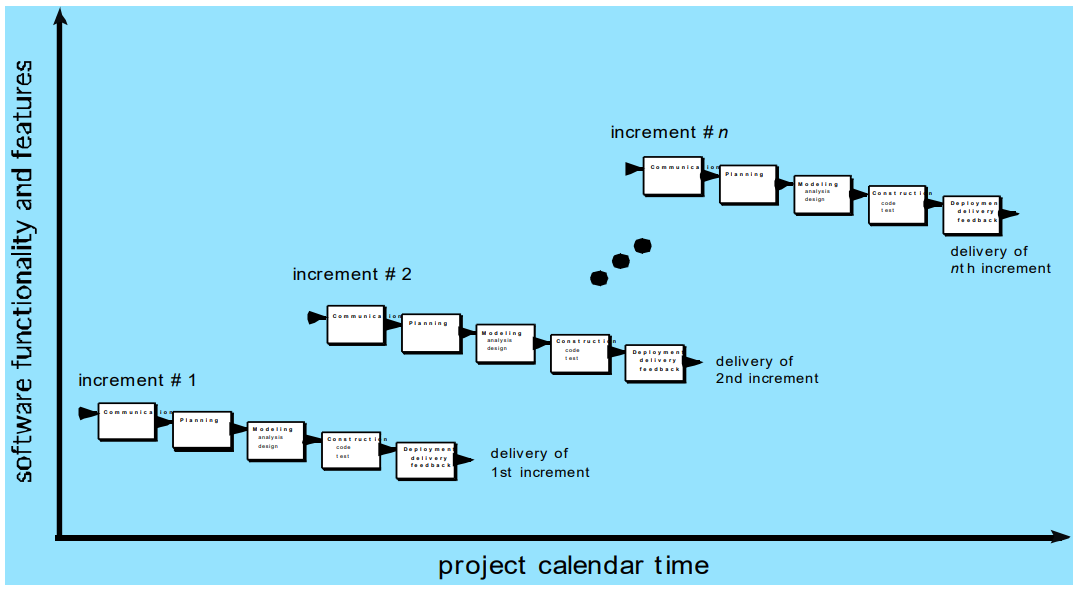 software functionality and features
increment # n
Communication
Planning
Modeling
analysis
design
Construction
code
test
Deployment
delivery
feedback
delivery of
nth increment
increment # 2
Communication
Planning
Modeling
analysis
design
Construction
code
test
Deployment
delivery
feedback
delivery of
2nd increment
increment # 1
Communication
Planning
Modeling
analysis
design
Construction
code
test
Deployment
delivery
feedback
delivery of
1st increment
project calendar time